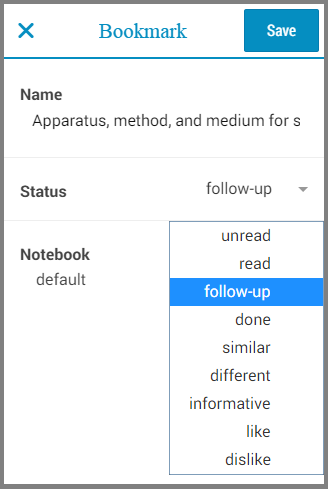 Bookmark
Save
Name
Apparatus, method, and medium for s
Status
follow-up
Notebook
default
unread
read
follow-up
done
similar
different
informative
like
dislike